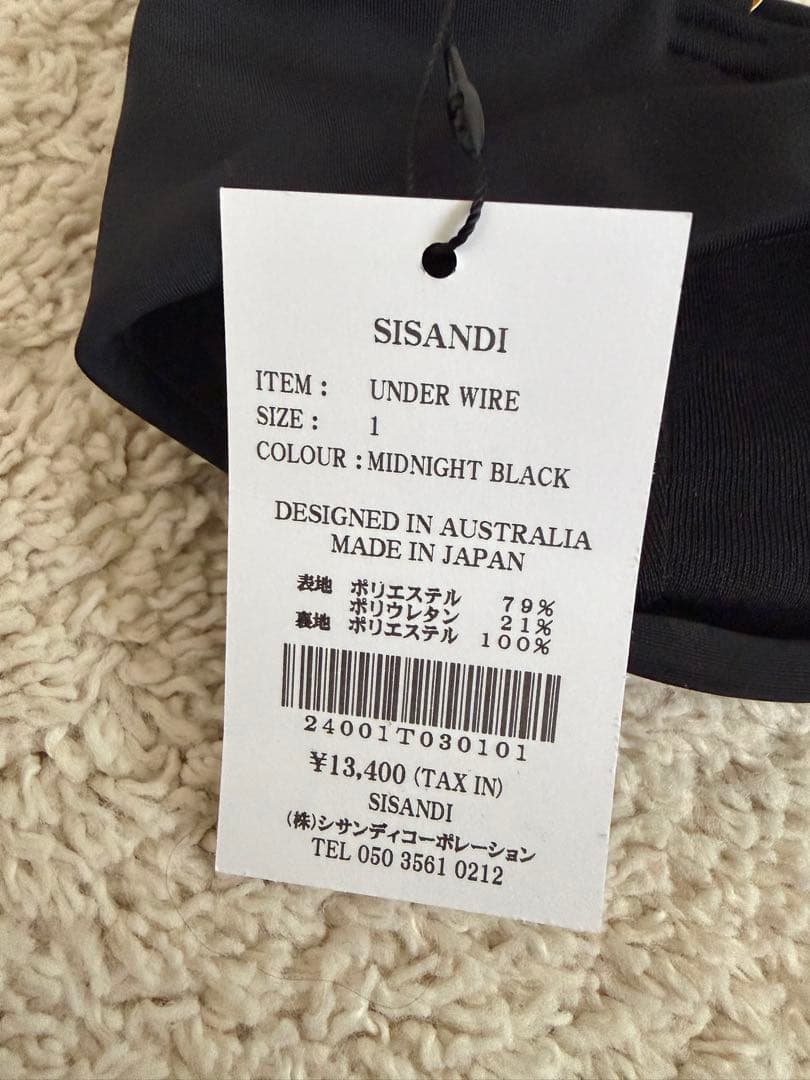 SISANDI
ITEM : UNDER WIRE
SIZE : 1
COLOUR : MIDNIGHT BLACK
DESIGNED IN AUSTRALIA
MADE IN JAPAN
表地 ポリエステル 79%
ポリウレタン 21%
裏地 ポリエステル 100%
24001T030101
¥13,400 (TAX IN)
SISANDI
(株)シサンディコーポレーション
TEL 050 3561 0212